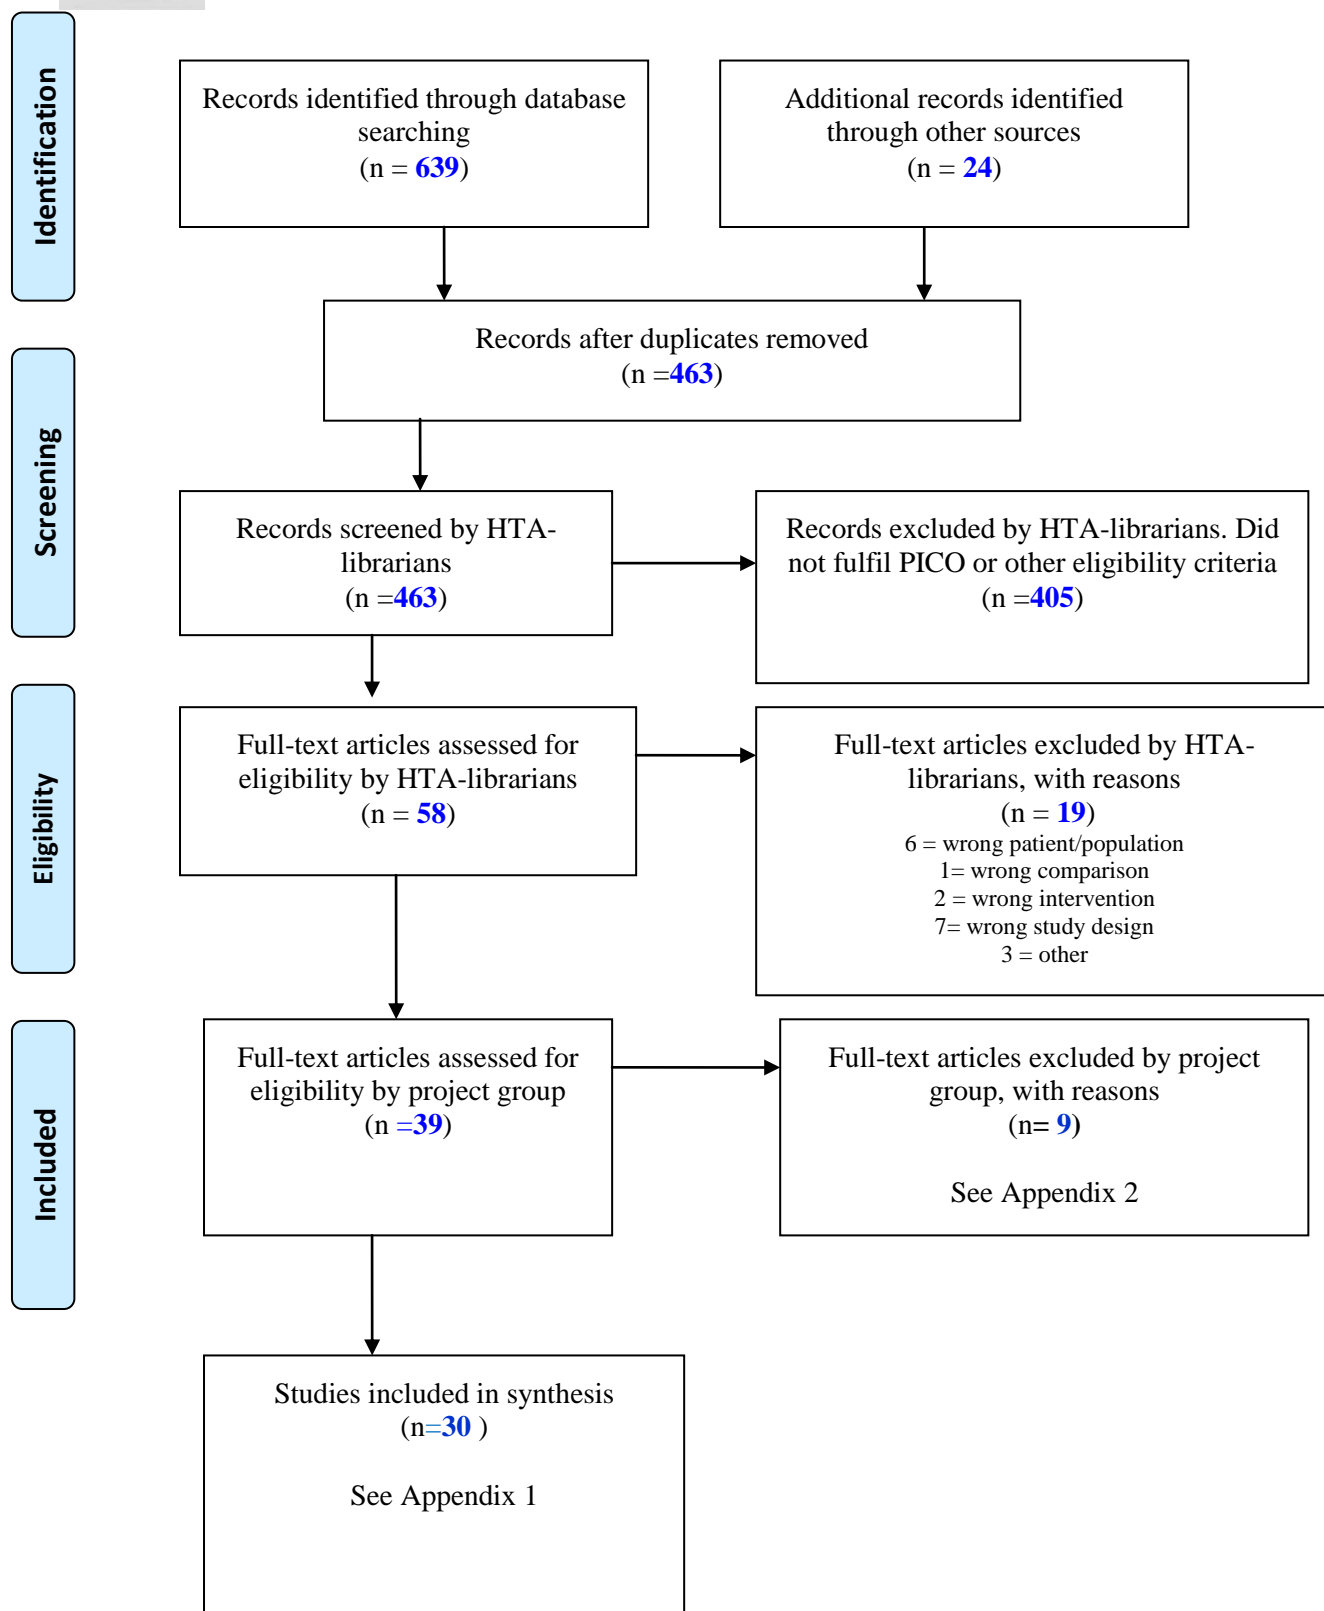 Identification
Records identified through database
searching
(n = 639)
Additional records identified
through other sources
(n = 24)
Records after duplicates removed
(n =463)
Screening
Records screened by HTA-
librarians
(n =463)
Records excluded by HTA-librarians. Did
not fulfil PICO or other eligibility criteria
(n =405)
Eligibility
Full-text articles assessed for
eligibility by HTA-librarians
(n = 58)
Full-text articles excluded by HTA-
librarians, with reasons
(n = 19)
6 = wrong patient/population
1= wrong comparison
2 = wrong intervention
7= wrong study design
3 = other
Included
Full-text articles assessed for
eligibility by project group
(n =39)
Full-text articles excluded by project
group, with reasons
(n= 9)
See Appendix 2
Studies included in synthesis
(n=30 )
See Appendix 1